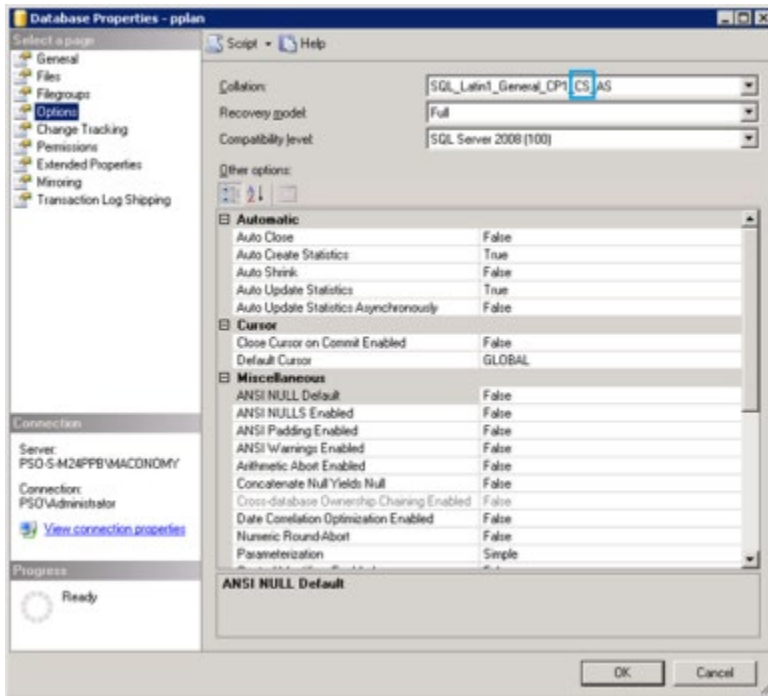 Database Properties - pplan
Select a page
General
Files
Filegroups
Options
Change Tracking
Permissions
Extended Properties
Mirroring
Transaction Log Shipping
Connection
Server:
PSO-S-M24PPB\MACONOMY
Connection:
PSO\Administrator
View connection properties
Progress
Ready
Script
Help
Collation:
SQL_Latin1_General_CP1_CS_AS
Recovery model:
Full
Compatibility level:
SQL Server 2008 (100)
Other options:
Automatic
Auto Close False
Auto Create Statistics True
Auto Shrink False
Auto Update Statistics True
Auto Update Statistics Asynchronously False
Cursor
Close Cursor on Commit Enabled False
Default Cursor GLOBAL
Miscellaneous
ANSI NULL Default False
ANSI NULLS Enabled False
ANSI Padding Enabled False
ANSI Warnings Enabled False
Arithmetic Abort Enabled False
Concatenate Null Yields Null False
Cross-database Ownership Chaining Enabled False
Date Correlation Optimization Enabled False
Numeric Round-Abort False
Parameterization Simple
ANSI NULL Default
OK
Cancel